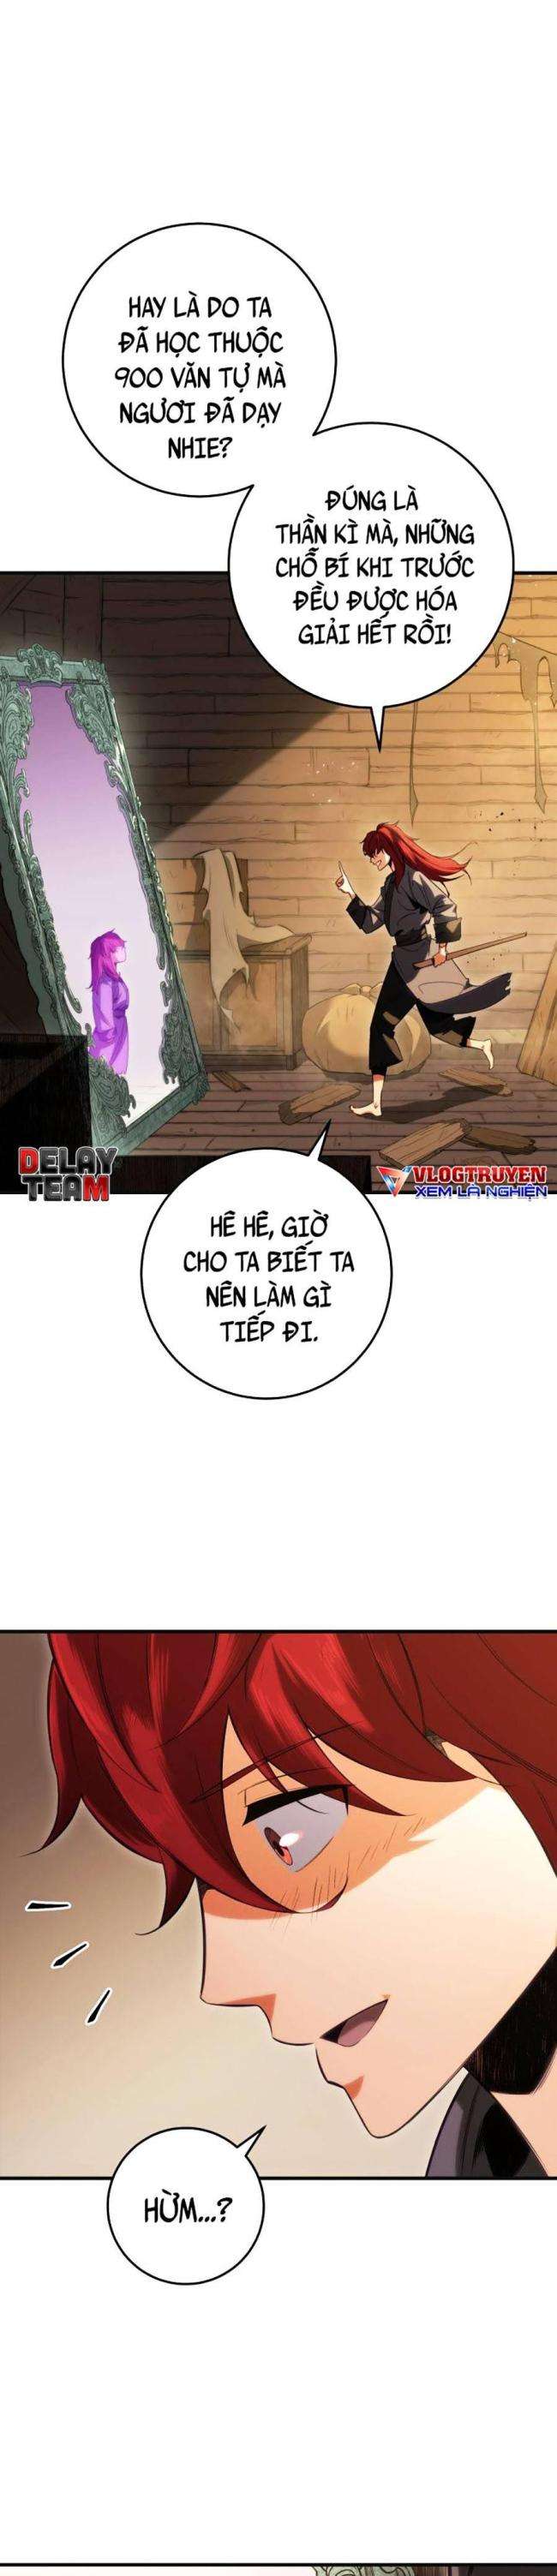 HAY LÀ DO TA
ĐÃ HỌC THUỘC
900 VĂN TỰ MÀ
NGƯƠI ĐÃ DẠY
NHIE?
ĐÚNG LÀ
THẦN KÌ MÀ, NHỮNG
CHỖ BÍ KHI TRƯỚC
ĐỀU ĐƯỢC HÓA
GIẢI HẾT RỒI!
DELAY
TEAM
VLOGTRUYEN
XEM LÀ NGHIỆN
HÊ HÊ, GIỜ
CHO TA BIẾT TA
NÊN LÀM GÌ
TIẾP ĐI.
HỪM...?